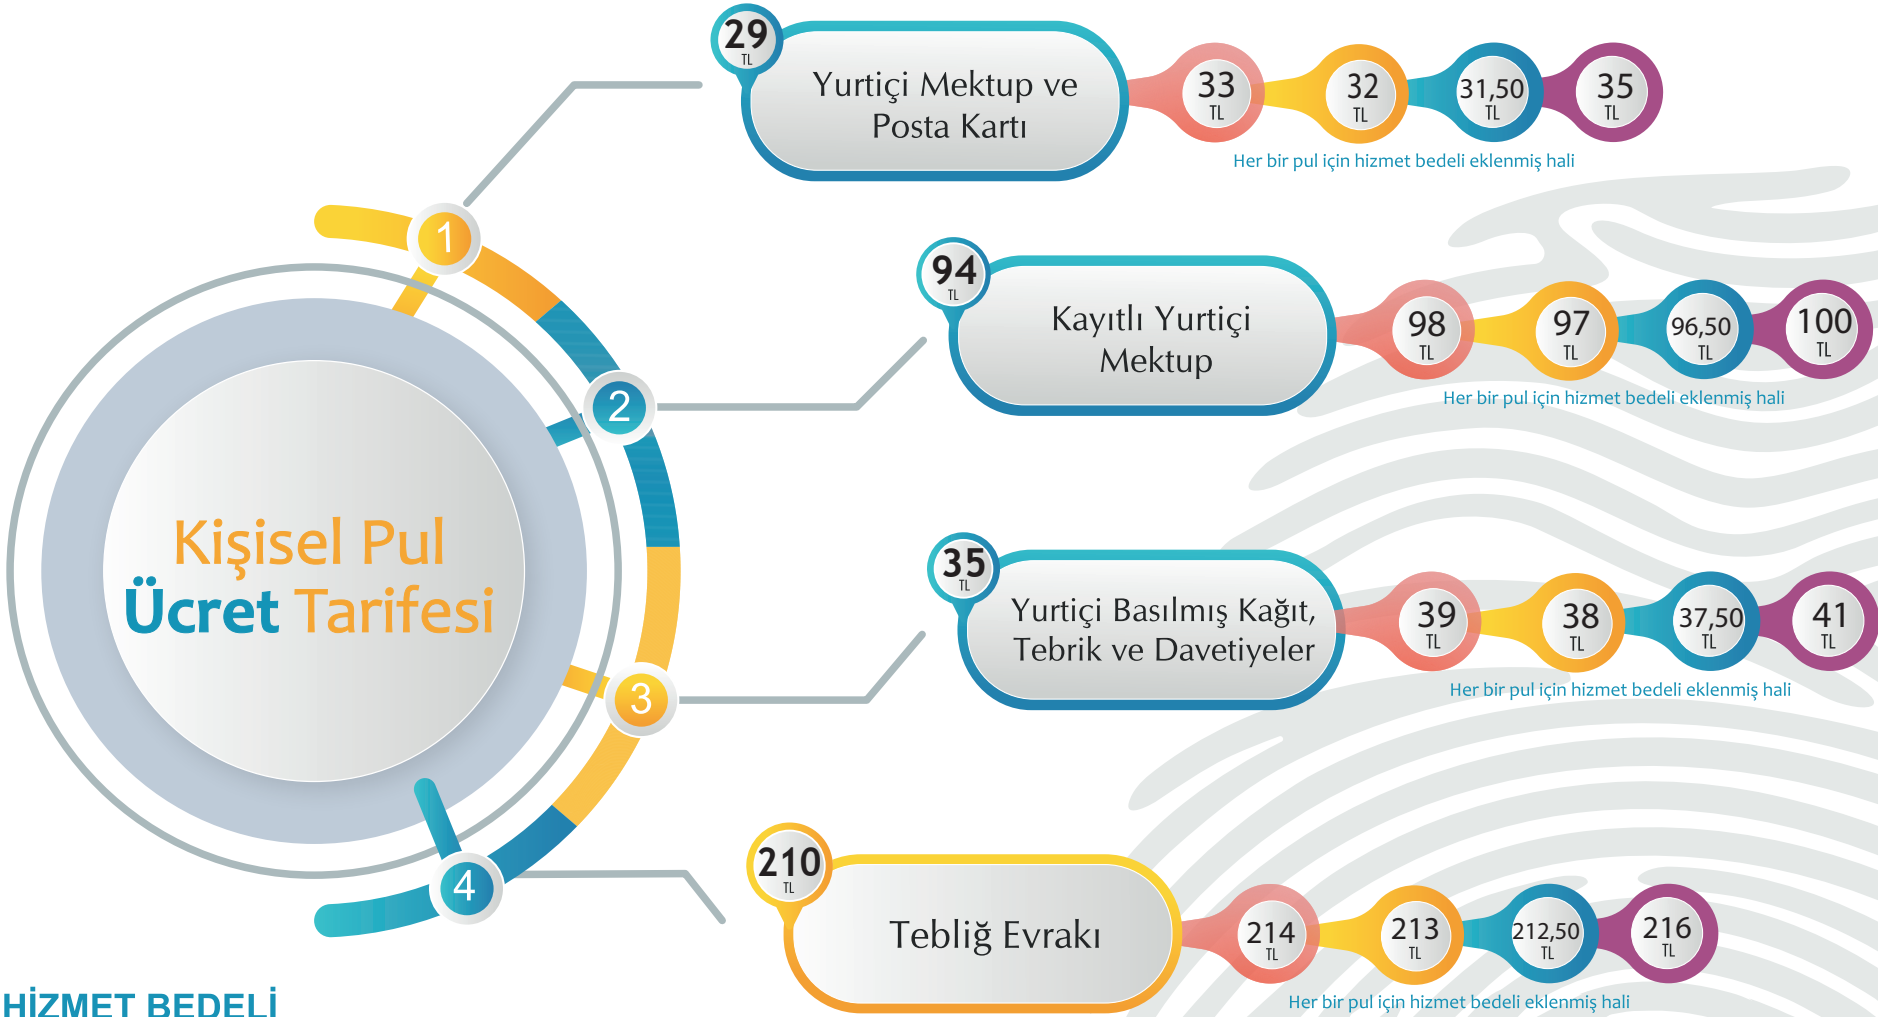 Kişisel Pul
Ücret Tarifesi
1
29
TL
Yurtiçi Mektup ve
Posta Kartı
33
TL
32
TL
31,50
TL
35
TL
Her bir pul için hizmet bedeli eklenmiş hali
2
94
TL
Kayıtlı Yurtiçi
Mektup
98
TL
97
TL
96,50
TL
100
TL
Her bir pul için hizmet bedeli eklenmiş hali
3
35
TL
Yurtiçi Basılmış Kağıt,
Tebrik ve Davetiyeler
39
TL
38
TL
37,50
TL
41
TL
Her bir pul için hizmet bedeli eklenmiş hali
4
210
TL
Tebliğ Evrakı
214
TL
213
TL
212,50
TL
216
TL
Her bir pul için hizmet bedeli eklenmiş hali
HİZMET BEDELİ